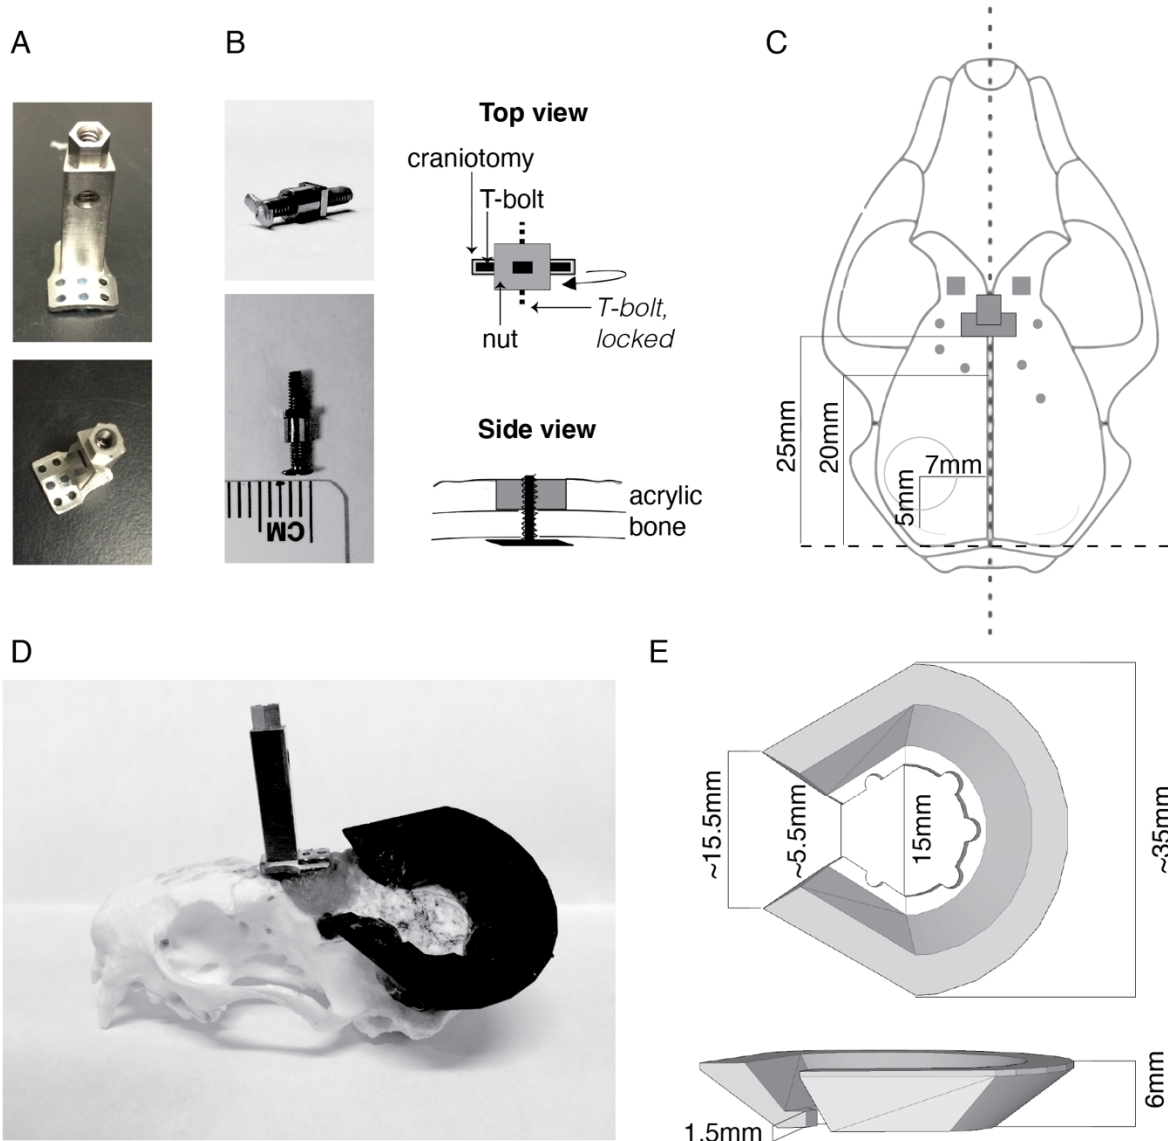 A
B
C
Top view
craniotomy
T-bolt
nut
T-bolt,
locked
CM
Side view
acrylic
bone
25mm
20mm
7mm
5mm
D
E
~15.5mm
~5.5mm
15mm
~35mm
6mm
1.5mm